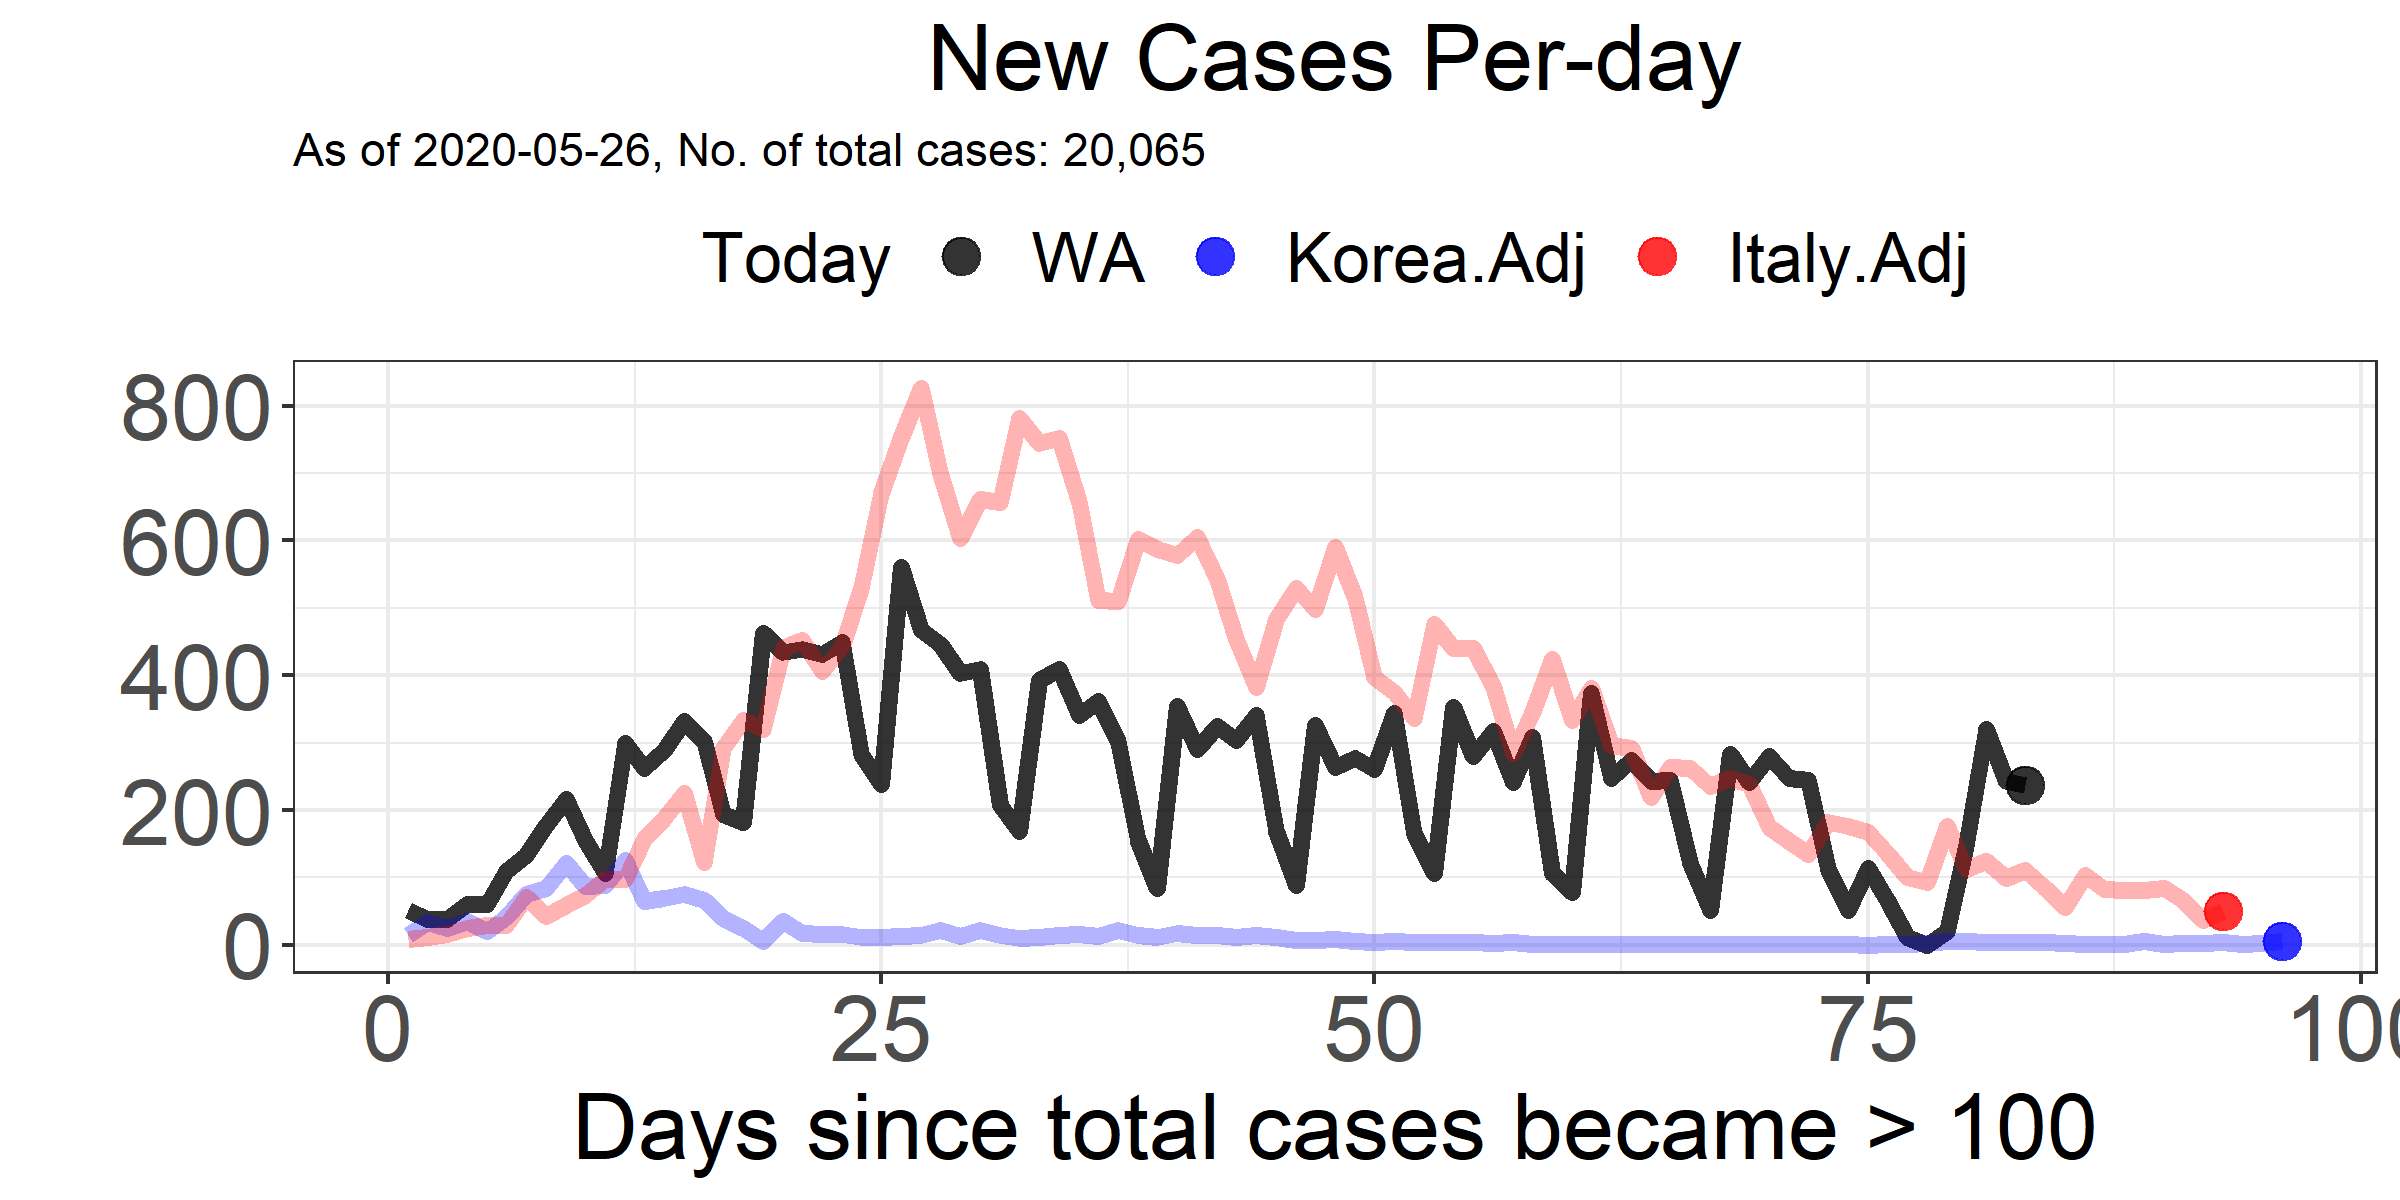 New Cases Per-day
As of 2020-05-26, No. of total cases: 20,065
Today WA Korea.Adj Italy.Adj
800
600
400
200
0
0 25 50 75 100
Days since total cases became > 100